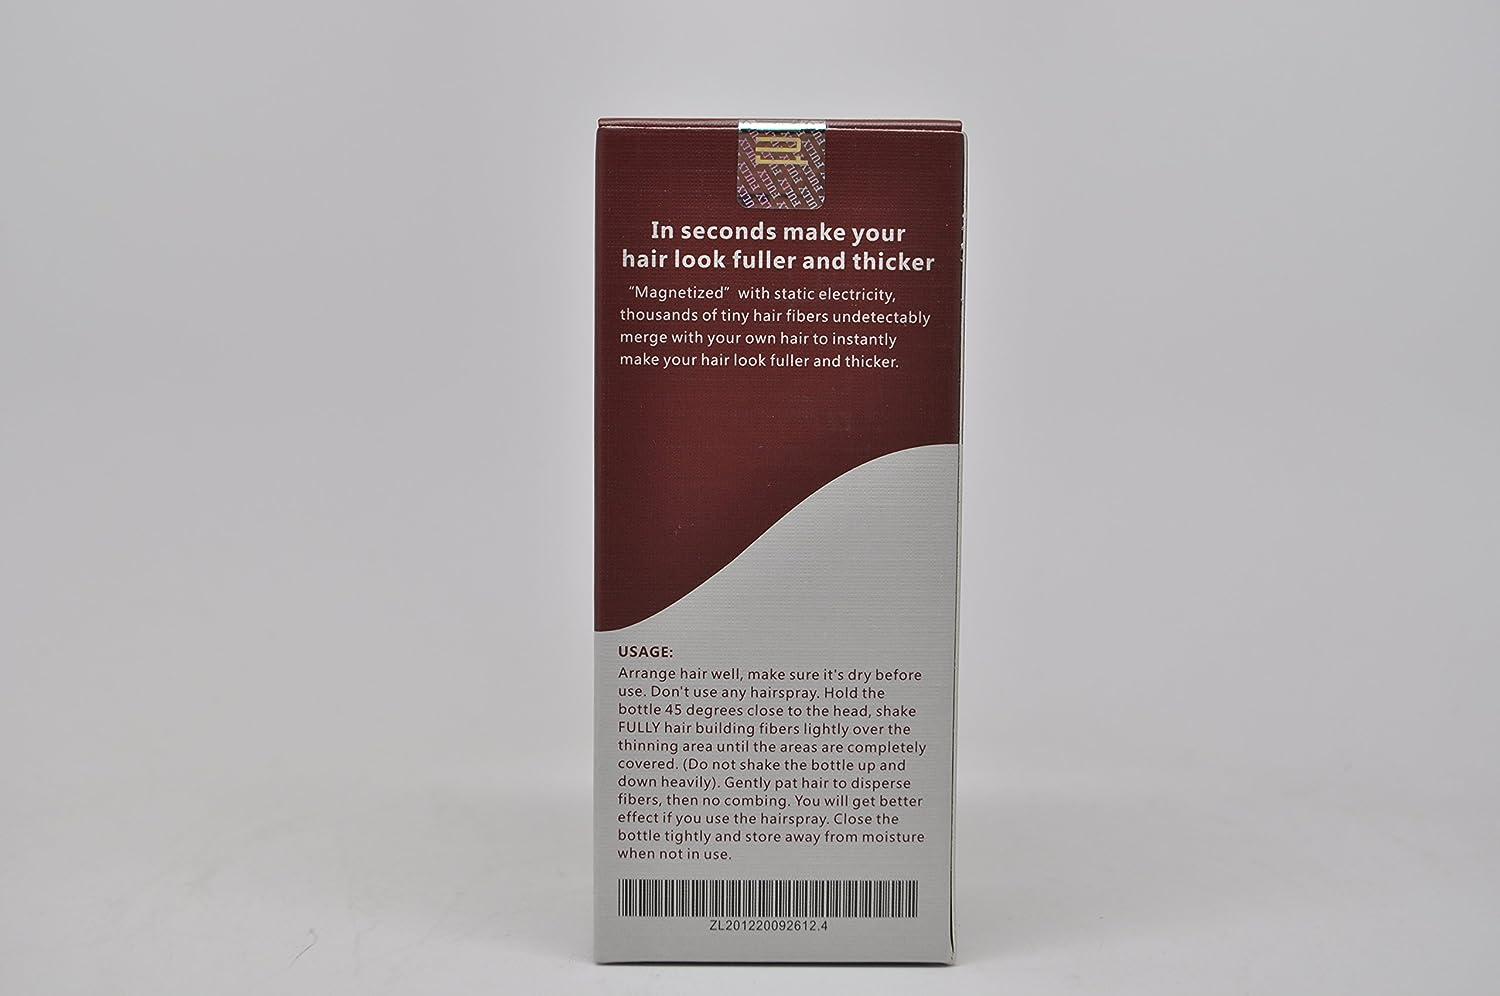 FULLY FULLY
FULLY FULLY
FULLY FULLY
In seconds make your
hair look fuller and thicker
“Magnetized” with static electricity,
thousands of tiny hair fibers undetectably
merge with your own hair to instantly
make your hair look fuller and thicker.
USAGE:
Arrange hair well, make sure it's dry before
use. Don't use any hairspray. Hold the
bottle 45 degrees close to the head, shake
FULLY hair building fibers lightly over the
thinning area until the areas are completely
covered. (Do not shake the bottle up and
down heavily). Gently pat hair to disperse
fibers, then no combing. You will get better
effect if you use the hairspray. Close the
bottle tightly and store away from moisture
when not in use.
ZL201220092612.4